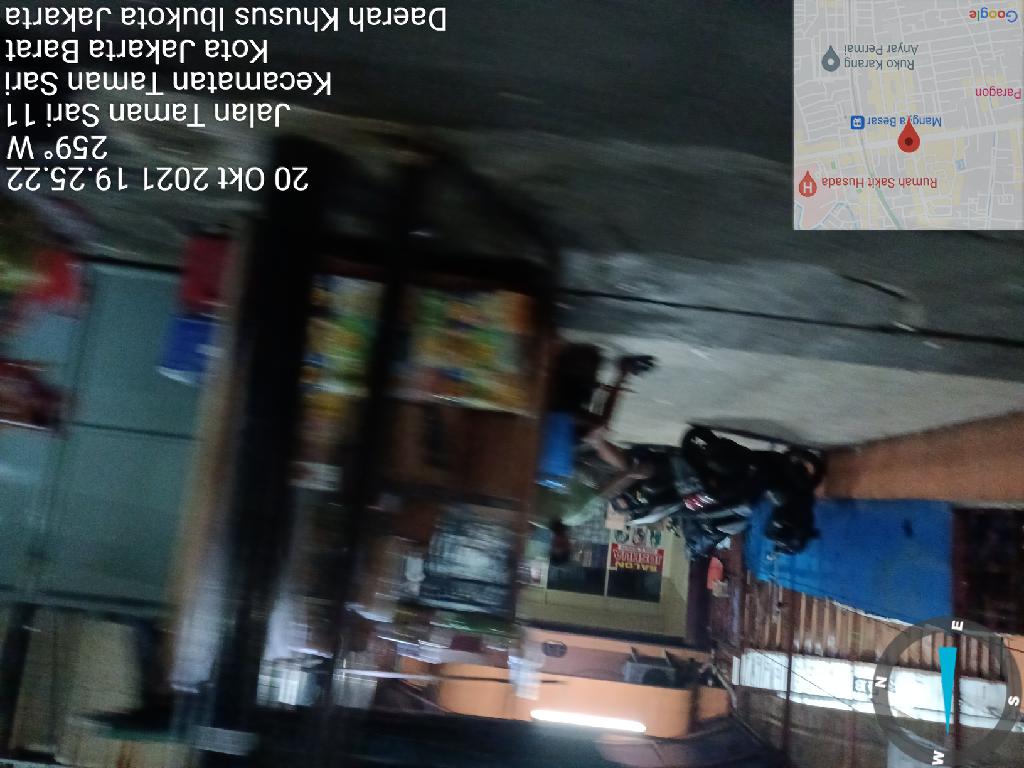 W
S
N
E
SALON
Rumah Sakit Husada
H
Mangga Besar
Paragon
Ruko Karang
Anyar Permai
Google
20 Okt 2021 19.25.22
259° W
Jalan Taman Sari 11
Kecamatan Taman Sari
Kota Jakarta Barat
Daerah Khusus Ibukota Jakarta